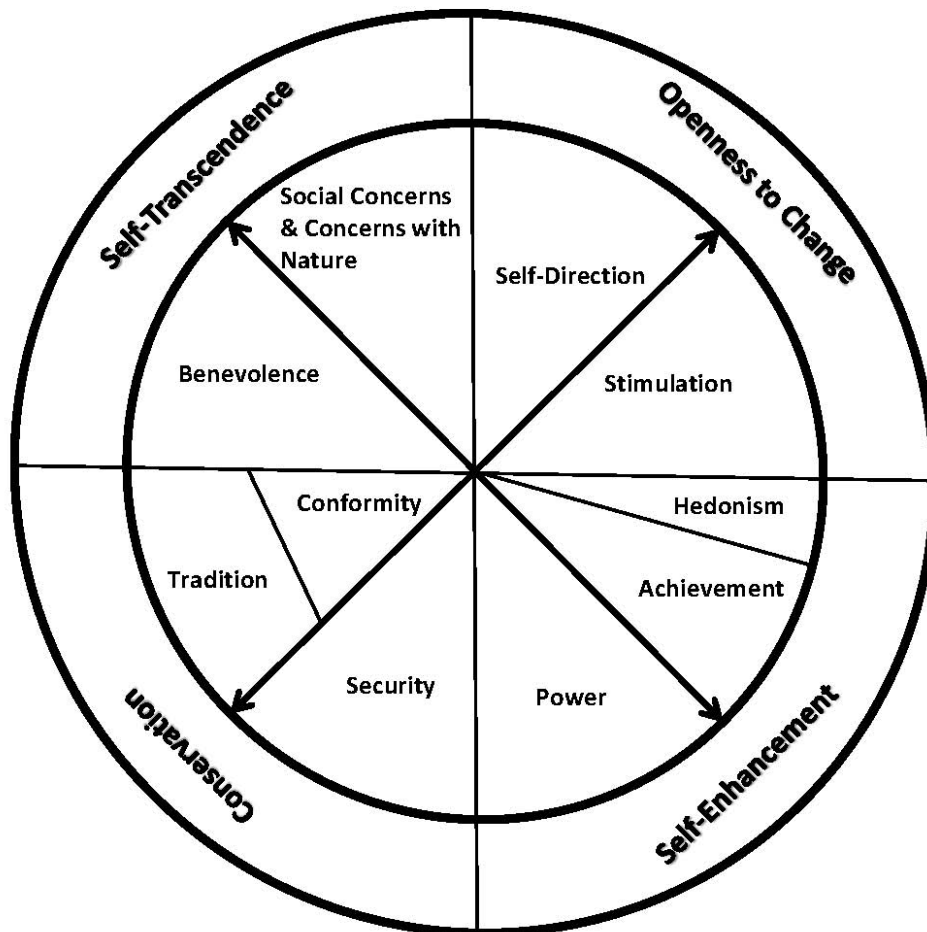 Self-Transcendence
Openness to Change
Social Concerns
& Concerns with
Nature
Self-Direction
Benevolence
Stimulation
Conformity
Hedonism
Tradition
Achievement
Security
Power
Conservation
Self-Enhancement